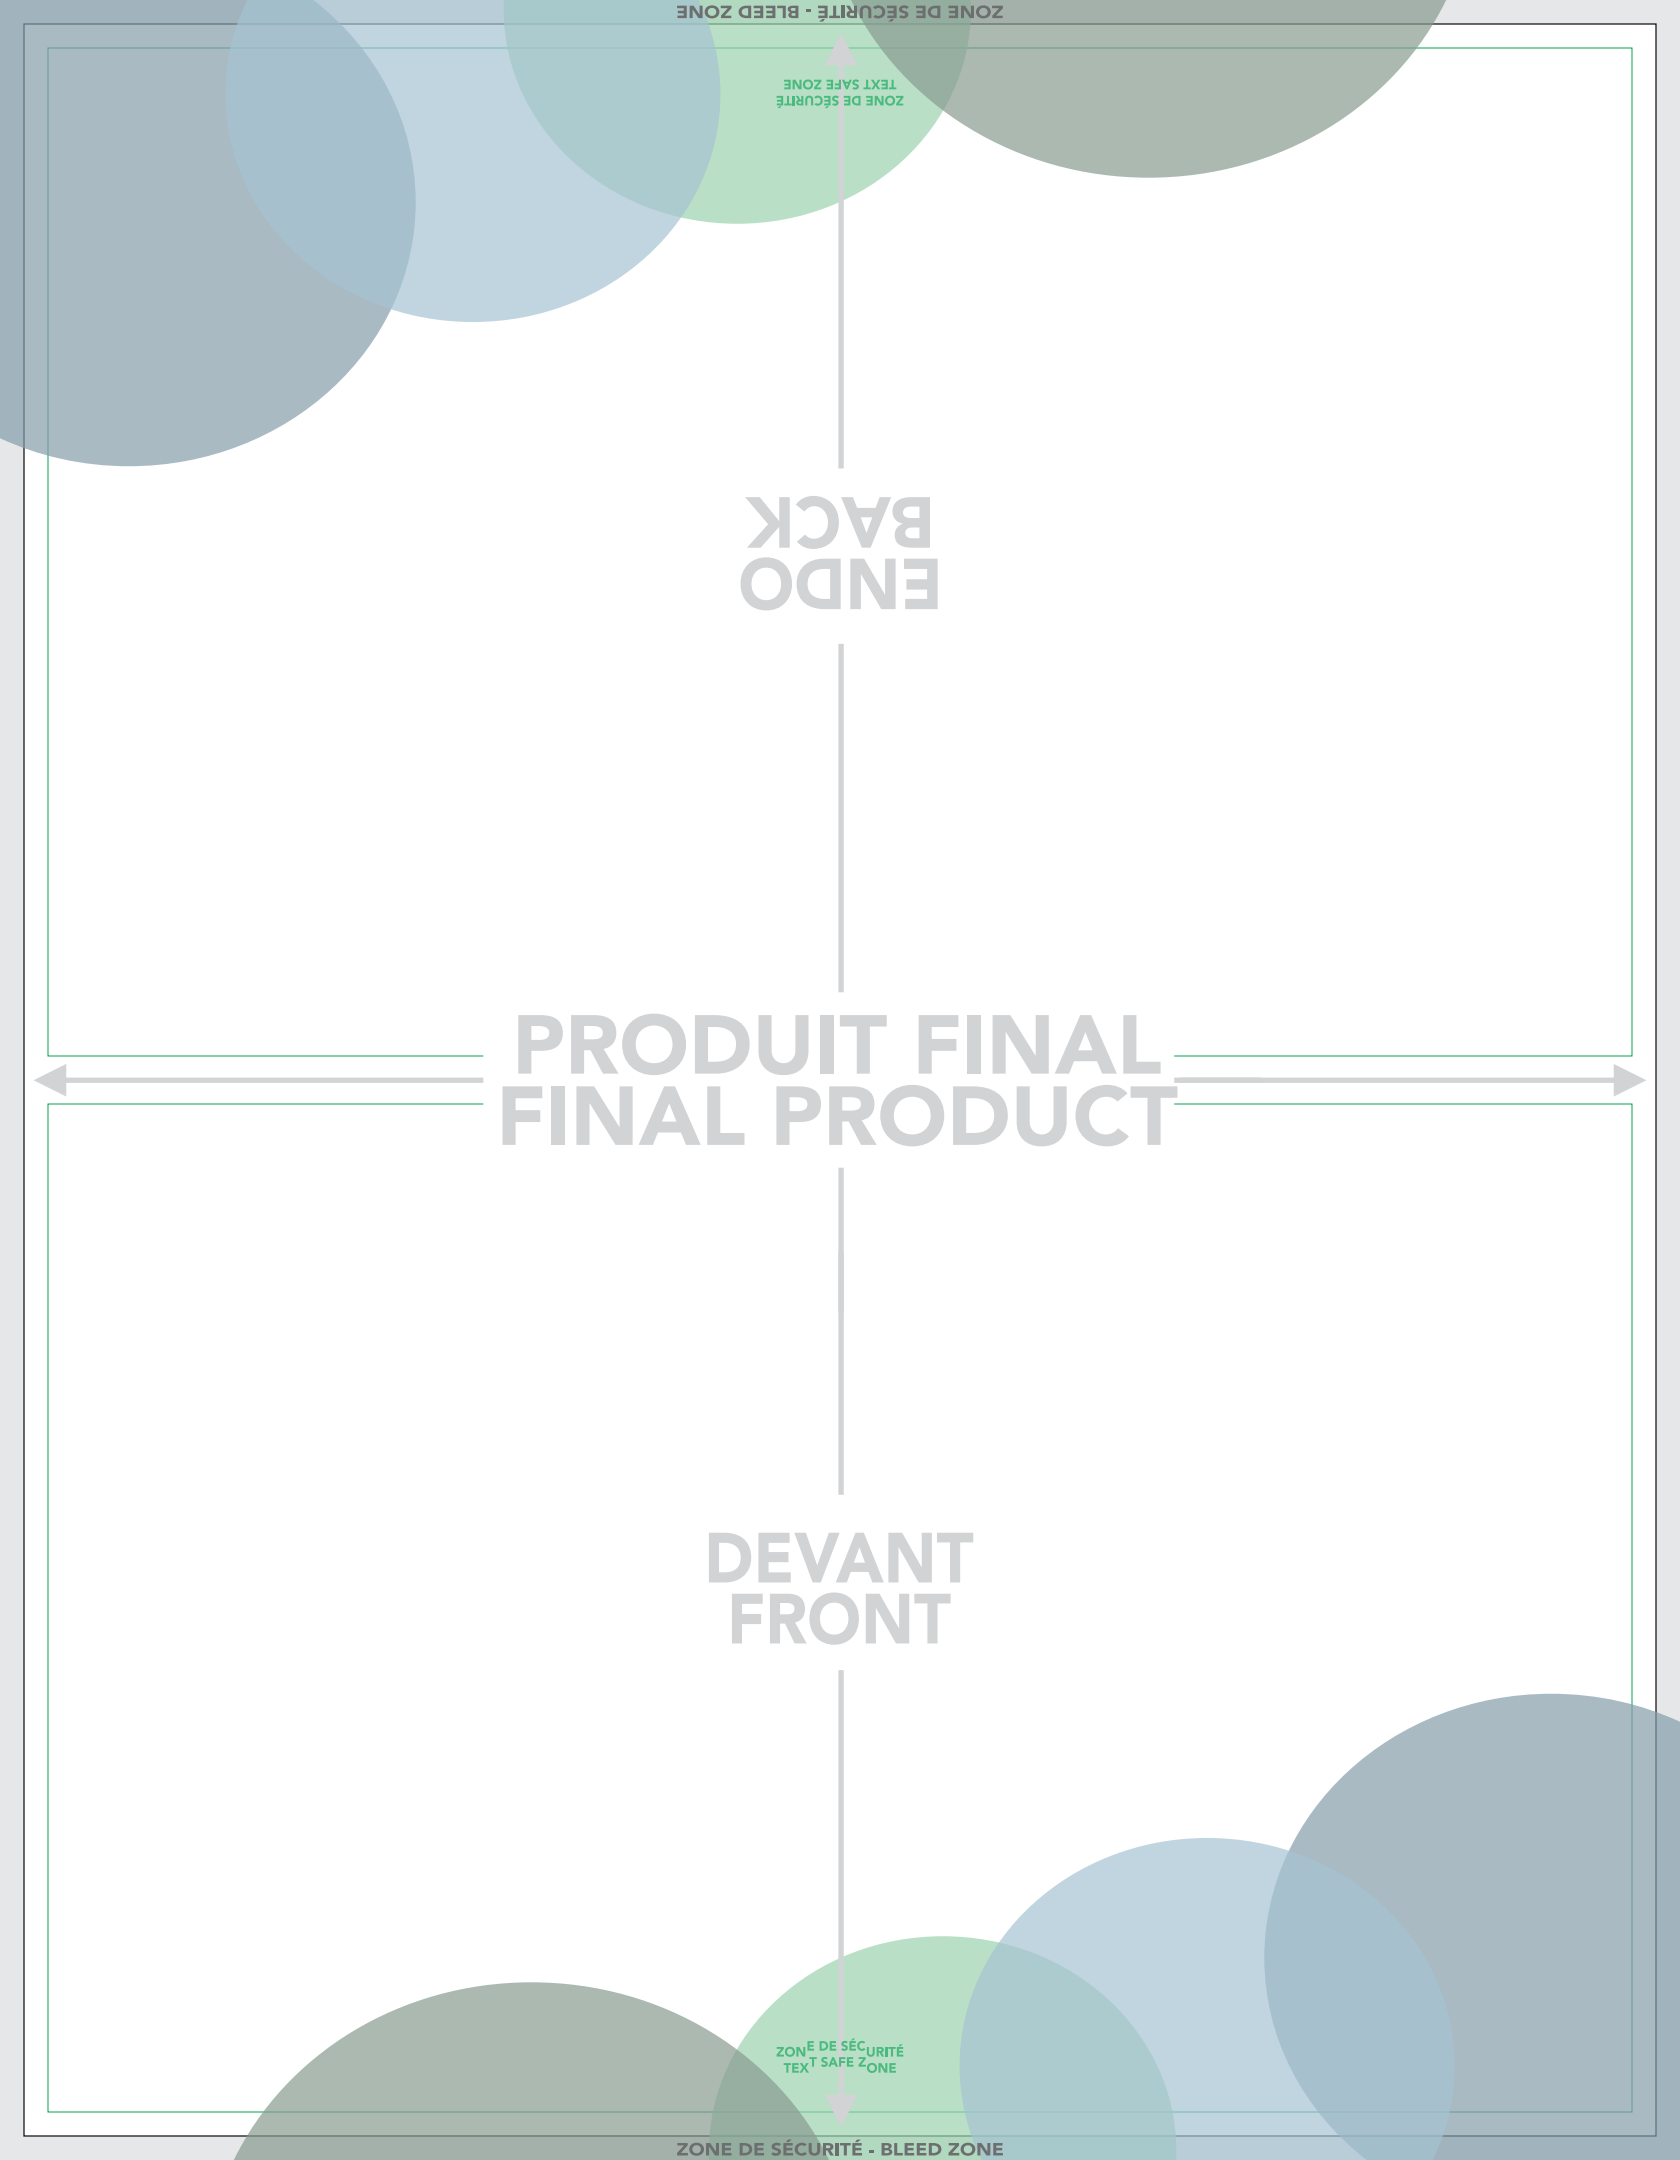 ZONE DE SÉCURITÉ - BLEED ZONE
TEXT SAFE ZONE
ZONE DE SÉCURITÉ
BACK
ENDO
PRODUIT FINAL
FINAL PRODUCT
DEVANT
FRONT
ZONE DE SÉCURITÉ
TEXT SAFE ZONE
ZONE DE SÉCURITÉ - BLEED ZONE